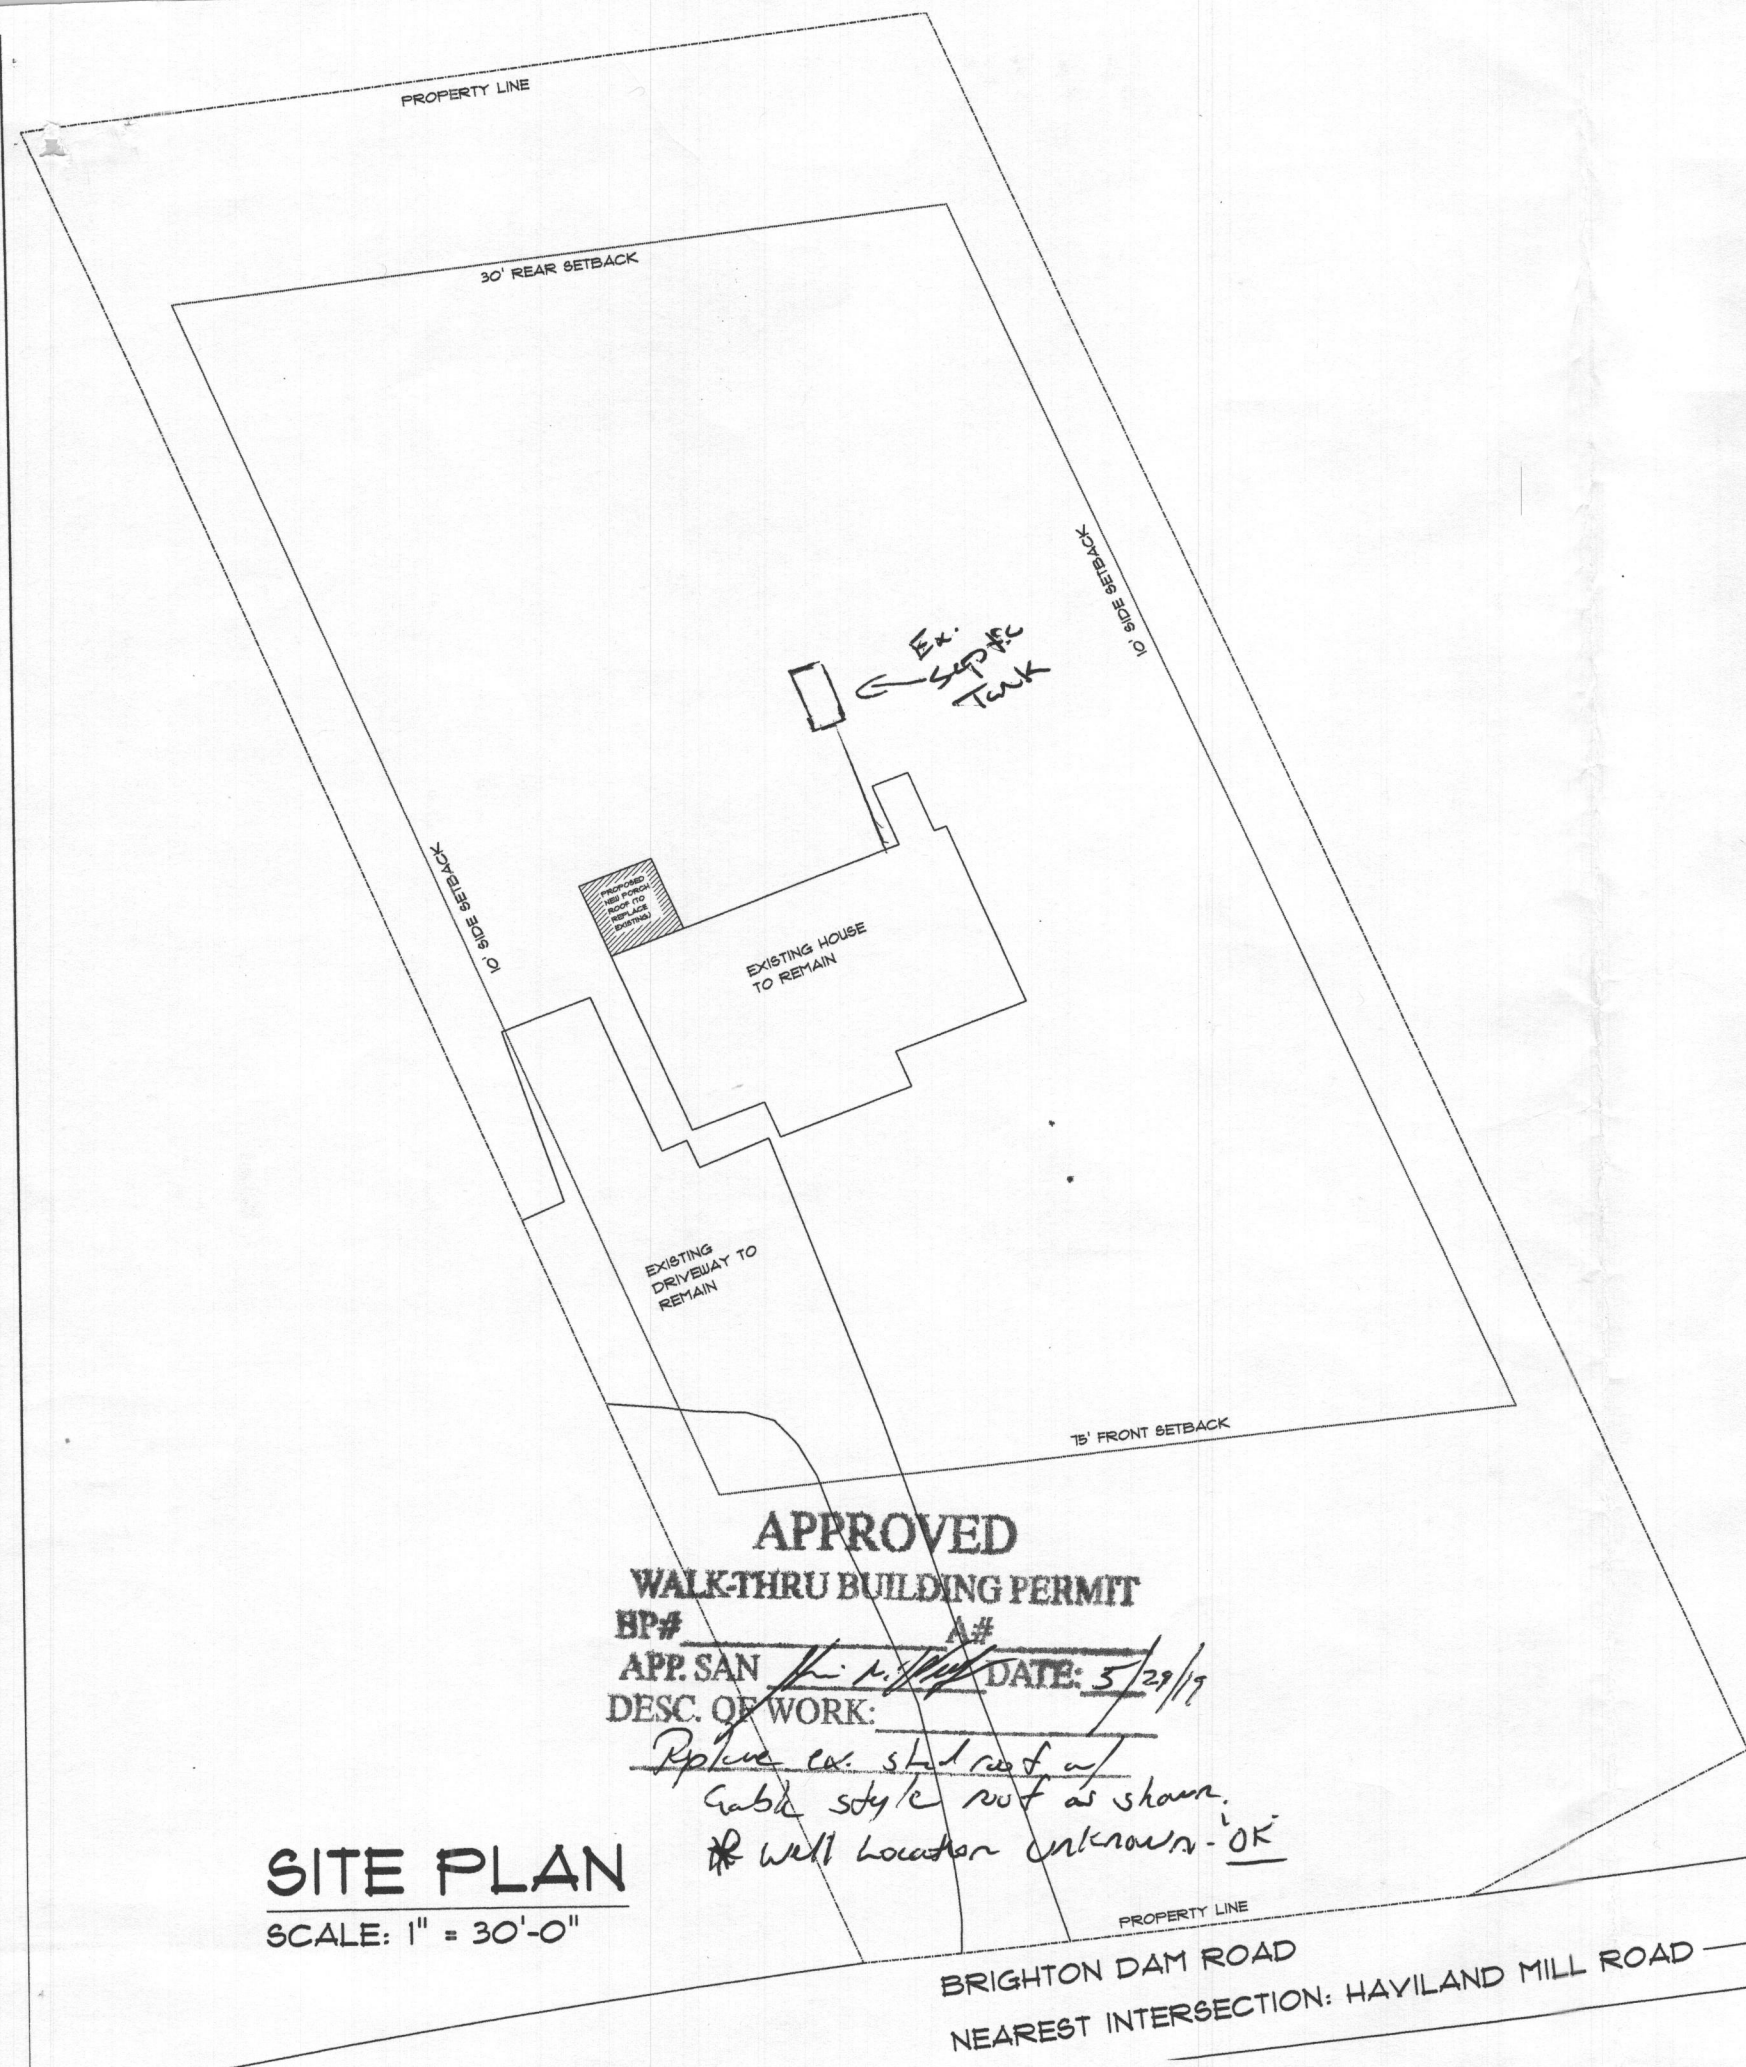 PROPERTY LINE
30' REAR SETBACK
10' SIDE SETBACK
Ex.
Septic
Tank
10' SIDE SETBACK
PROPOSED
NEW PORCH
ROOF (TO
REPLACE
EXISTING)
EXISTING HOUSE
TO REMAIN
EXISTING
DRIVEWAY TO
REMAIN
75' FRONT SETBACK
APPROVED
WALK-THRU BUILDING PERMIT
BP# A#
APP. SAN DATE: 5/29/19
DESC. OF WORK:
Replace ex. shed roof w/
Gable style roof as shown.
* Well Location unknown - 'OK'
SITE PLAN
SCALE: 1" = 30'-0"
PROPERTY LINE
BRIGHTON DAM ROAD
NEAREST INTERSECTION: HAVILAND MILL ROAD